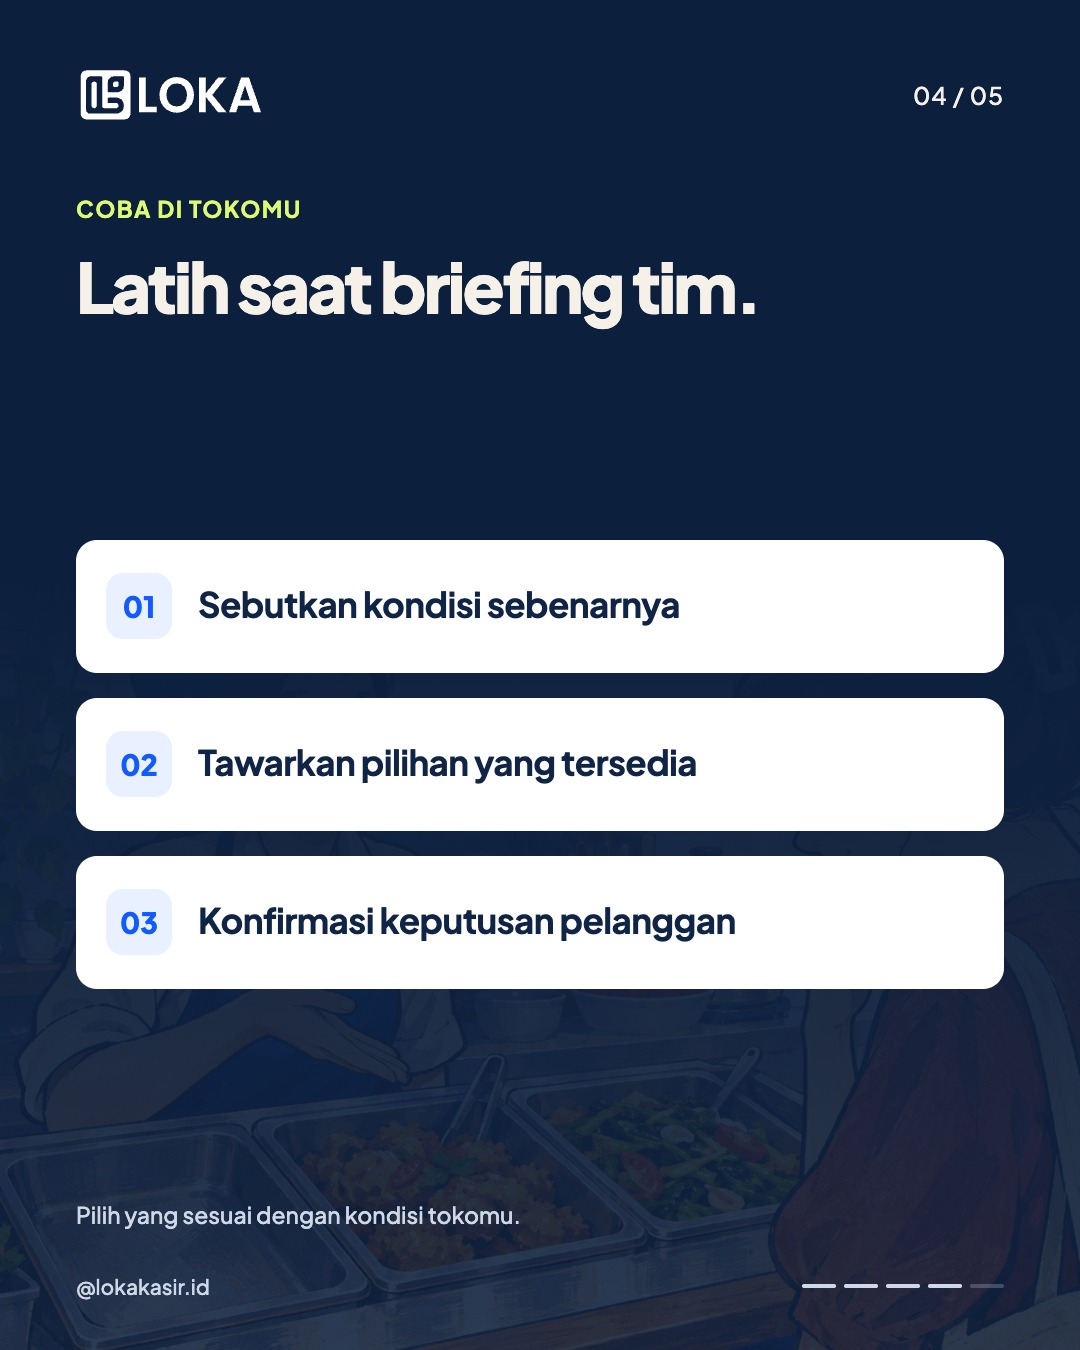 LOKA
04 / 05
COBA DI TOKOMU
Latih saat briefing tim.
01 Sebutkan kondisi sebenarnya
02 Tawarkan pilihan yang tersedia
03 Konfirmasi keputusan pelanggan
Pilih yang sesuai dengan kondisi tokomu.
@lokakasir.id